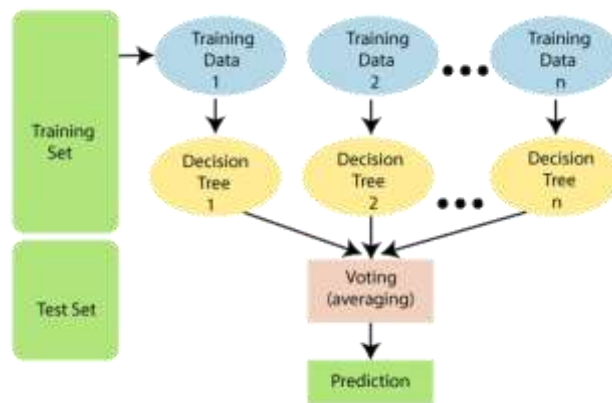 Training
Set
Test Set
Training
Data
1
Training
Data
2
Training
Data
n
Decision
Tree
1
Decision
Tree
2
Decision
Tree
n
Voting
(averaging)
Prediction